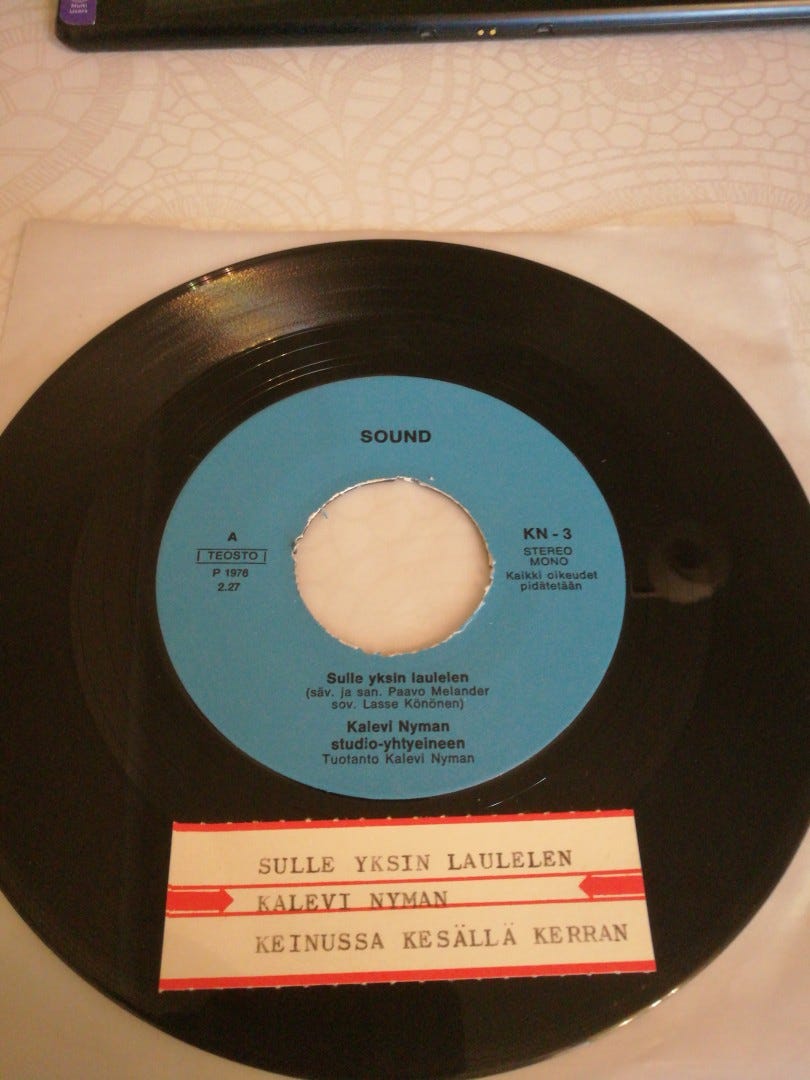 Multi
Users
SOUND
A
TEOSTO
P 1976
2.27
KN - 3
STEREO
MONO
Kaikki oikeudet
pidätetään
Sulle yksin laulelen
(säv. ja san. Paavo Melander
sov. Lasse Könönen)
Kalevi Nyman
studio-yhtyeineen
Tuotanto Kalevi Nyman
SULLE YKSIN LAULELEN
KALEVI NYMAN
KEINUSSA KESÄLLÄ KERRAN